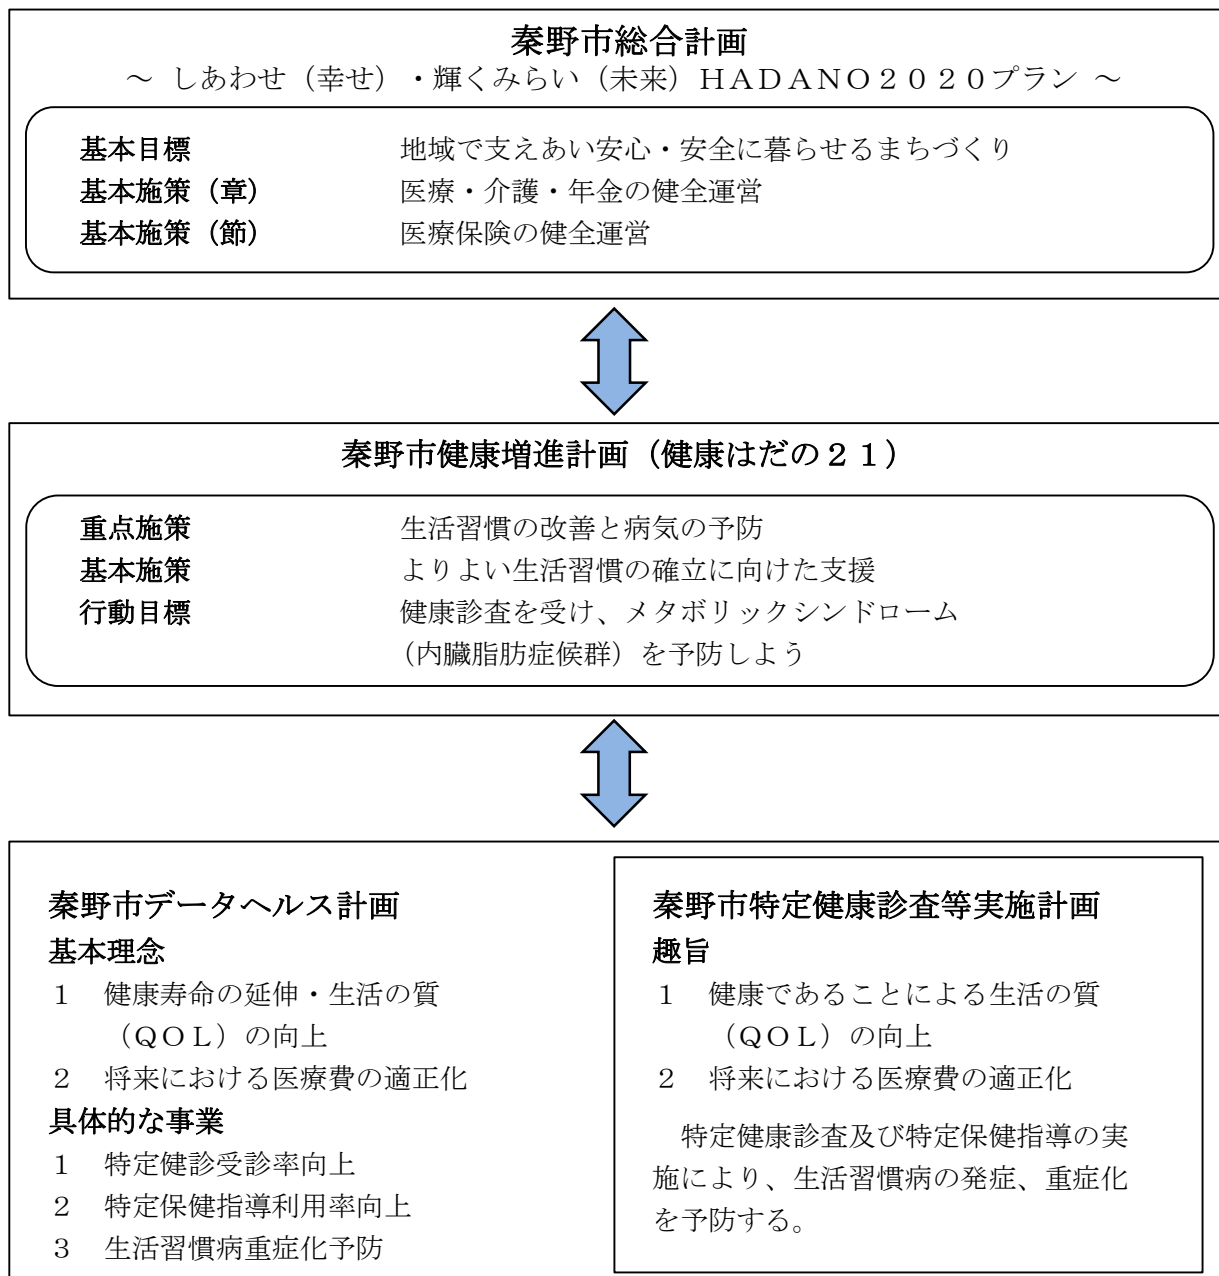 秦野市総合計画
～ しあわせ（幸せ）・輝くみらい（未来）ＨＡＤＡＮＯ２０２０プラン ～
基本目標　地域で支えあい安心・安全に暮らせるまちづくり
基本施策（章）　医療・介護・年金の健全運営
基本施策（節）　医療保険の健全運営
秦野市健康増進計画（健康はだの２１）
重点施策　生活習慣の改善と病気の予防
基本施策　よりよい生活習慣の確立に向けた支援
行動目標　健康診査を受け、メタボリックシンドローム
（内臓脂肪症候群）を予防しよう
秦野市データヘルス計画
基本理念
１　健康寿命の延伸・生活の質
（ＱＯＬ）の向上
２　将来における医療費の適正化
具体的な事業
１　特定健診受診率向上
２　特定保健指導利用率向上
３　生活習慣病重症化予防
秦野市特定健康診査等実施計画
趣旨
１　健康であることによる生活の質
（ＱＯＬ）の向上
２　将来における医療費の適正化
特定健康診査及び特定保健指導の実
施により、生活習慣病の発症、重症化
を予防する。